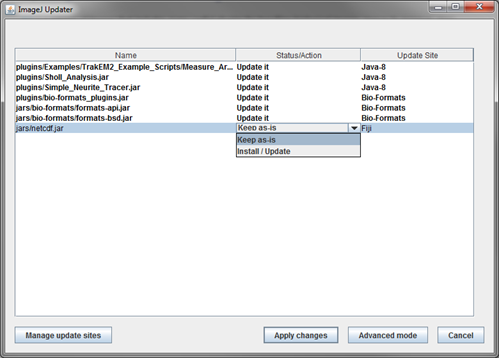 ImageJ Updater
Name Status/Action Update Site
plugins/Examples/TrakEM2_Example_Scripts/Measure_Ar... Update it Java-8
plugins/Sholl_Analysis.jar Update it Java-8
plugins/Simple_Neurite_Tracer.jar Update it Java-8
plugins/bio-formats_plugins.jar Update it Bio-Formats
jars/bio-formats/formats-api.jar Update it Bio-Formats
jars/bio-formats/formats-bsd.jar Update it Bio-Formats
jars/netcdf.jar Keep as-is Fiji
Keep as-is
Install / Update
Manage update sites Apply changes Advanced mode Cancel